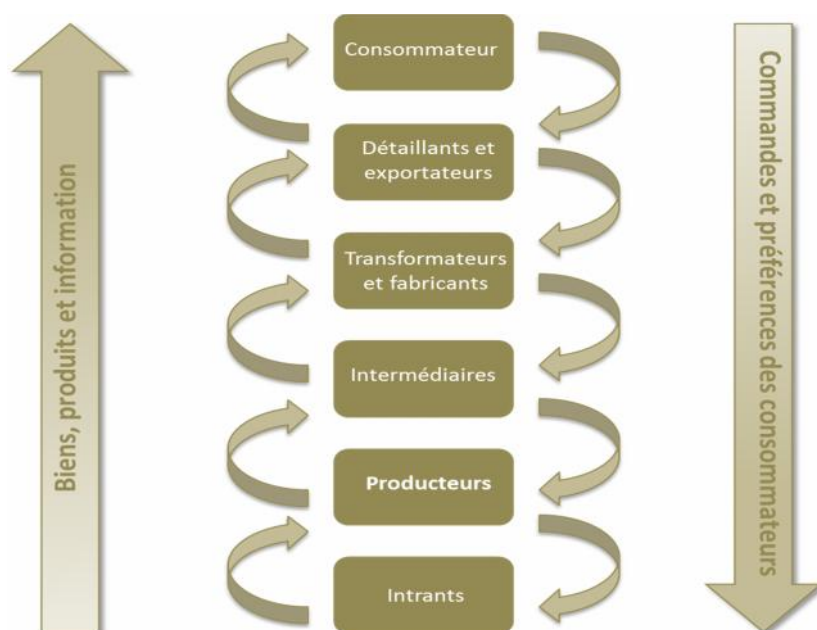 Biens, produits et information
Consommateur
Détaillants et
exportateurs
Transformateurs
et fabricants
Intermédiaires
Producteurs
Intrants
Commandes et préférences des consommateurs